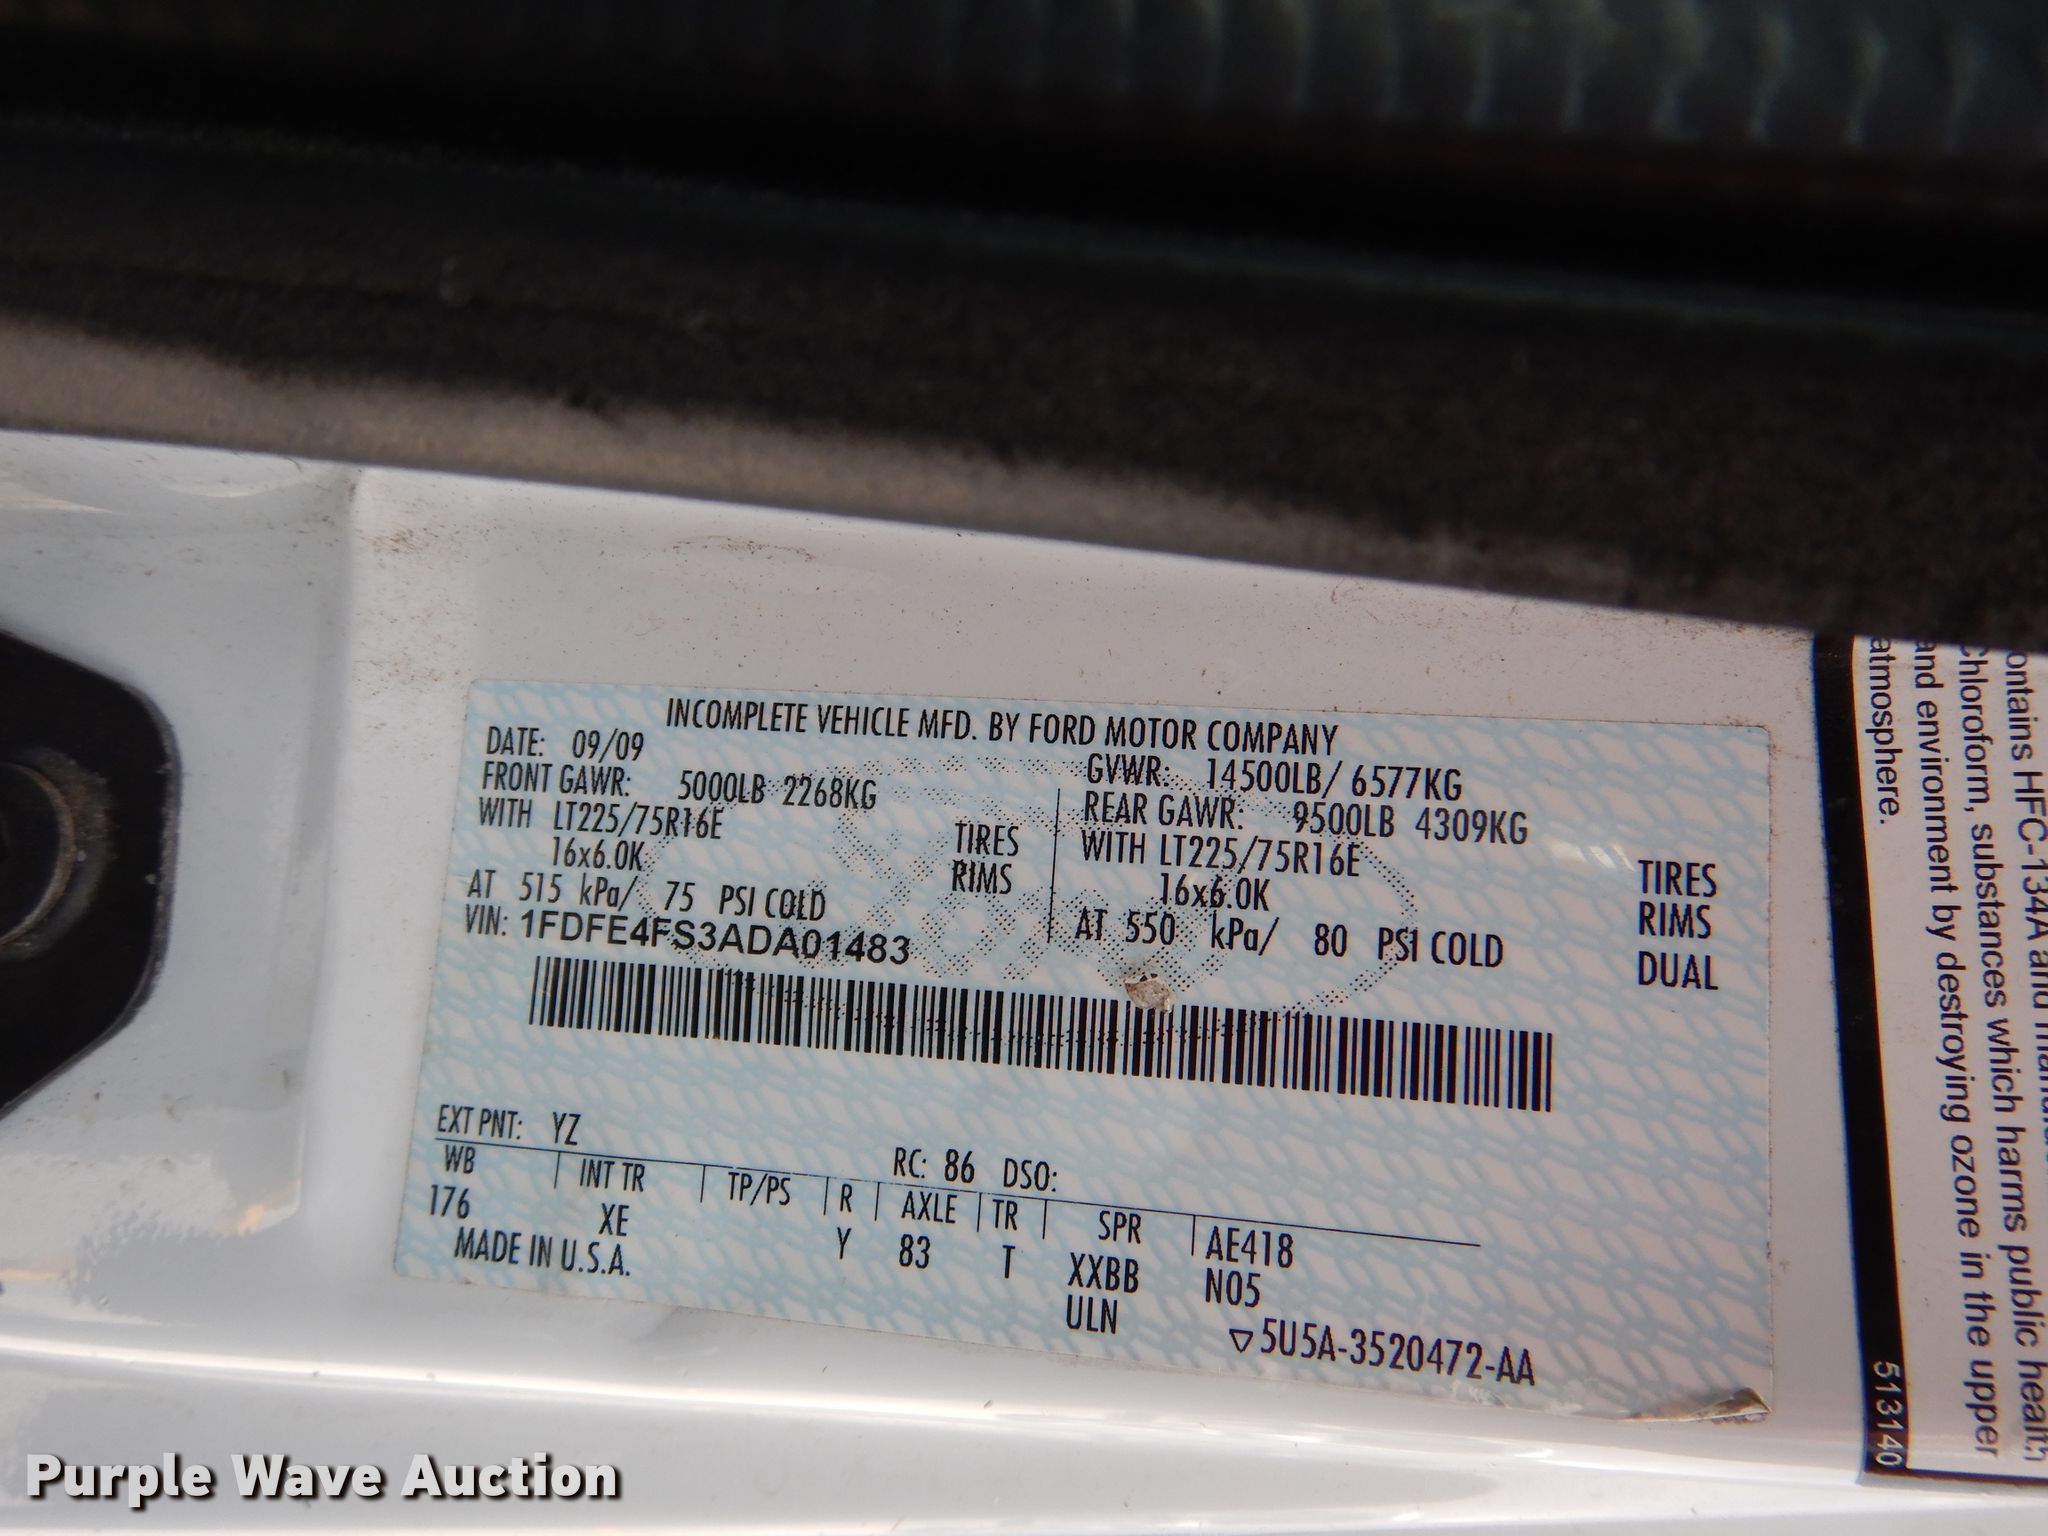 INCOMPLETE VEHICLE MFD. BY FORD MOTOR COMPANY
DATE: 09/09
GVWR: 14500LB/ 6577KG
FRONT GAWR: 5000LB 2268KG
WITH LT225/75R16E TIRES
16x6.0K RIMS
AT 515 kPa/ 75 PSI COLD
REAR GAWR: 9500LB 4309KG
WITH LT225/75R16E TIRES
16x6.0K RIMS
AT 550 kPa/ 80 PSI COLD DUAL
VIN: 1FDFE4FS3ADA01483
EXT PNT: YZ RC: 86 DSO:
WB INT TR TP/PS R AXLE TR SPR AE418
176 XE Y 83 T XXBB N05
MADE IN U.S.A. ULN
▽5U5A-3520472-AA
ontains HFC-134A and
Chloroform, substances which harms public health
and environment by destroying ozone in the upper
atmosphere.
513140
Purple Wave Auction